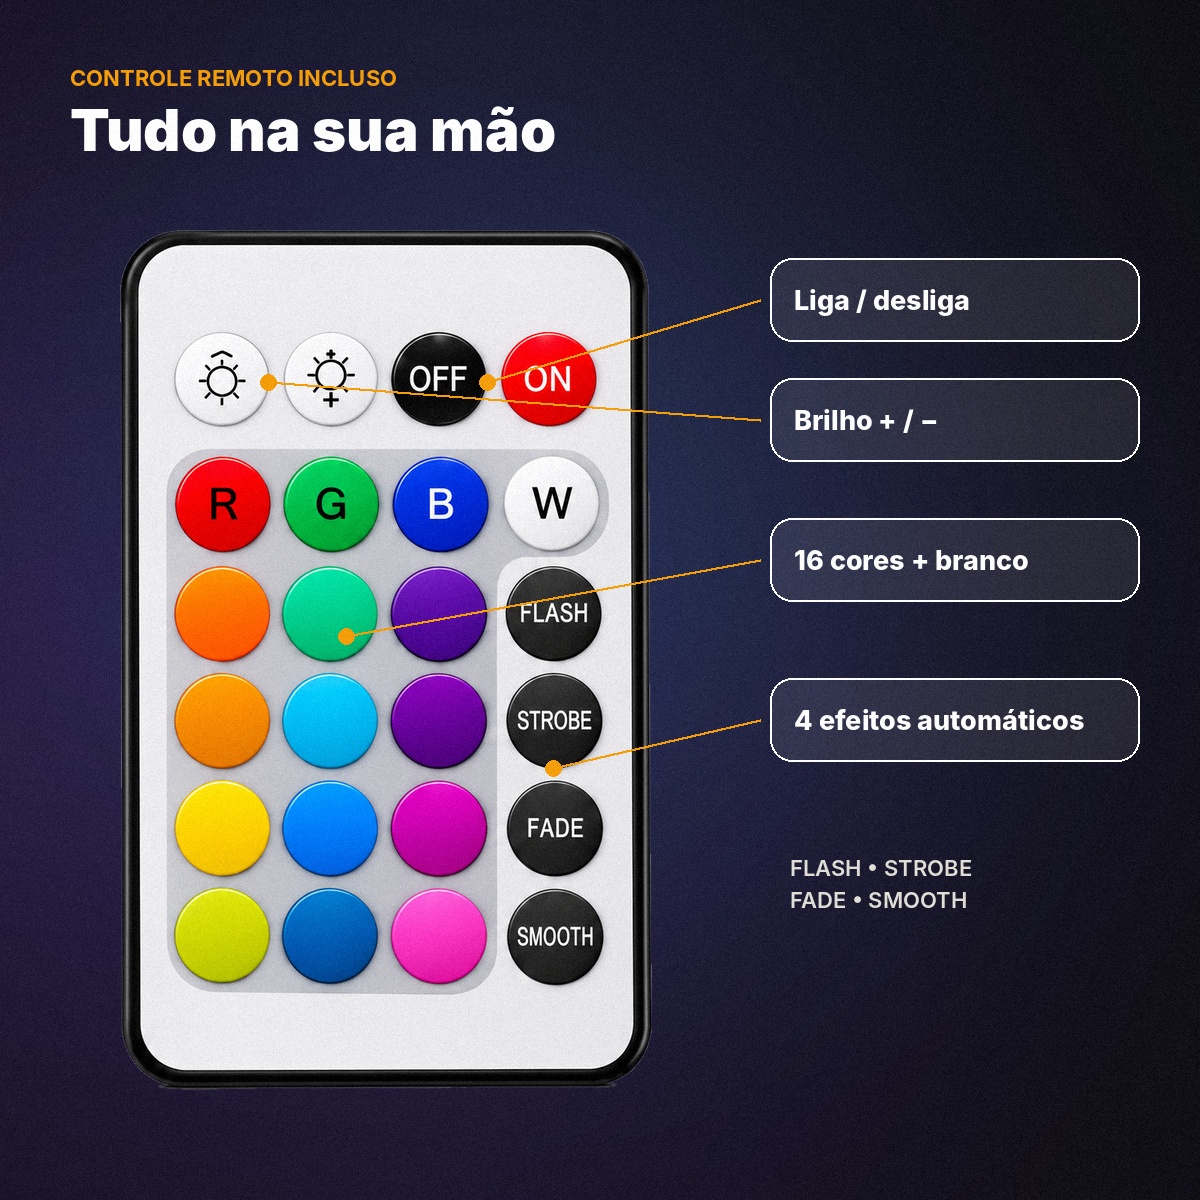 CONTROLE REMOTO INCLUSO
Tudo na sua mão
OFF
ON
R
G
B
W
FLASH
STROBE
FADE
SMOOTH
Liga / desliga
Brilho + / −
16 cores + branco
4 efeitos automáticos
FLASH • STROBE
FADE • SMOOTH